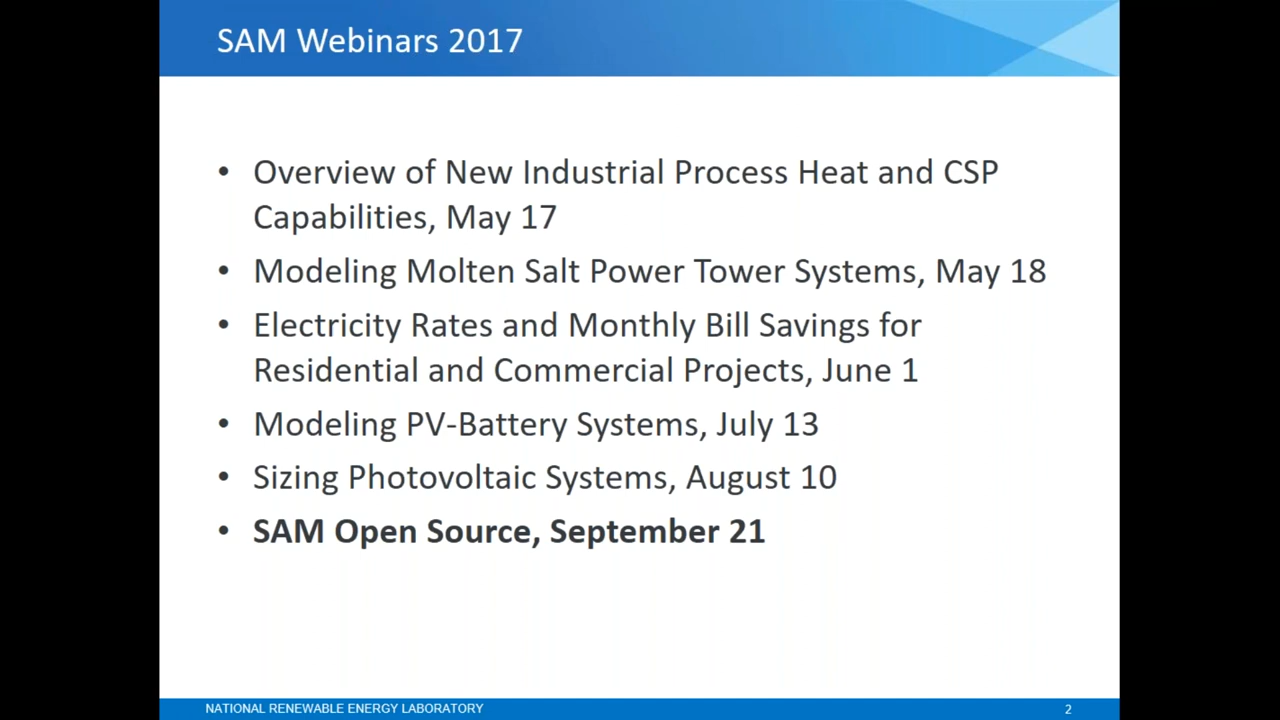 SAM Webinars 2017
• Overview of New Industrial Process Heat and CSP
Capabilities, May 17
• Modeling Molten Salt Power Tower Systems, May 18
• Electricity Rates and Monthly Bill Savings for
Residential and Commercial Projects, June 1
• Modeling PV-Battery Systems, July 13
• Sizing Photovoltaic Systems, August 10
• SAM Open Source, September 21
NATIONAL RENEWABLE ENERGY LABORATORY
2